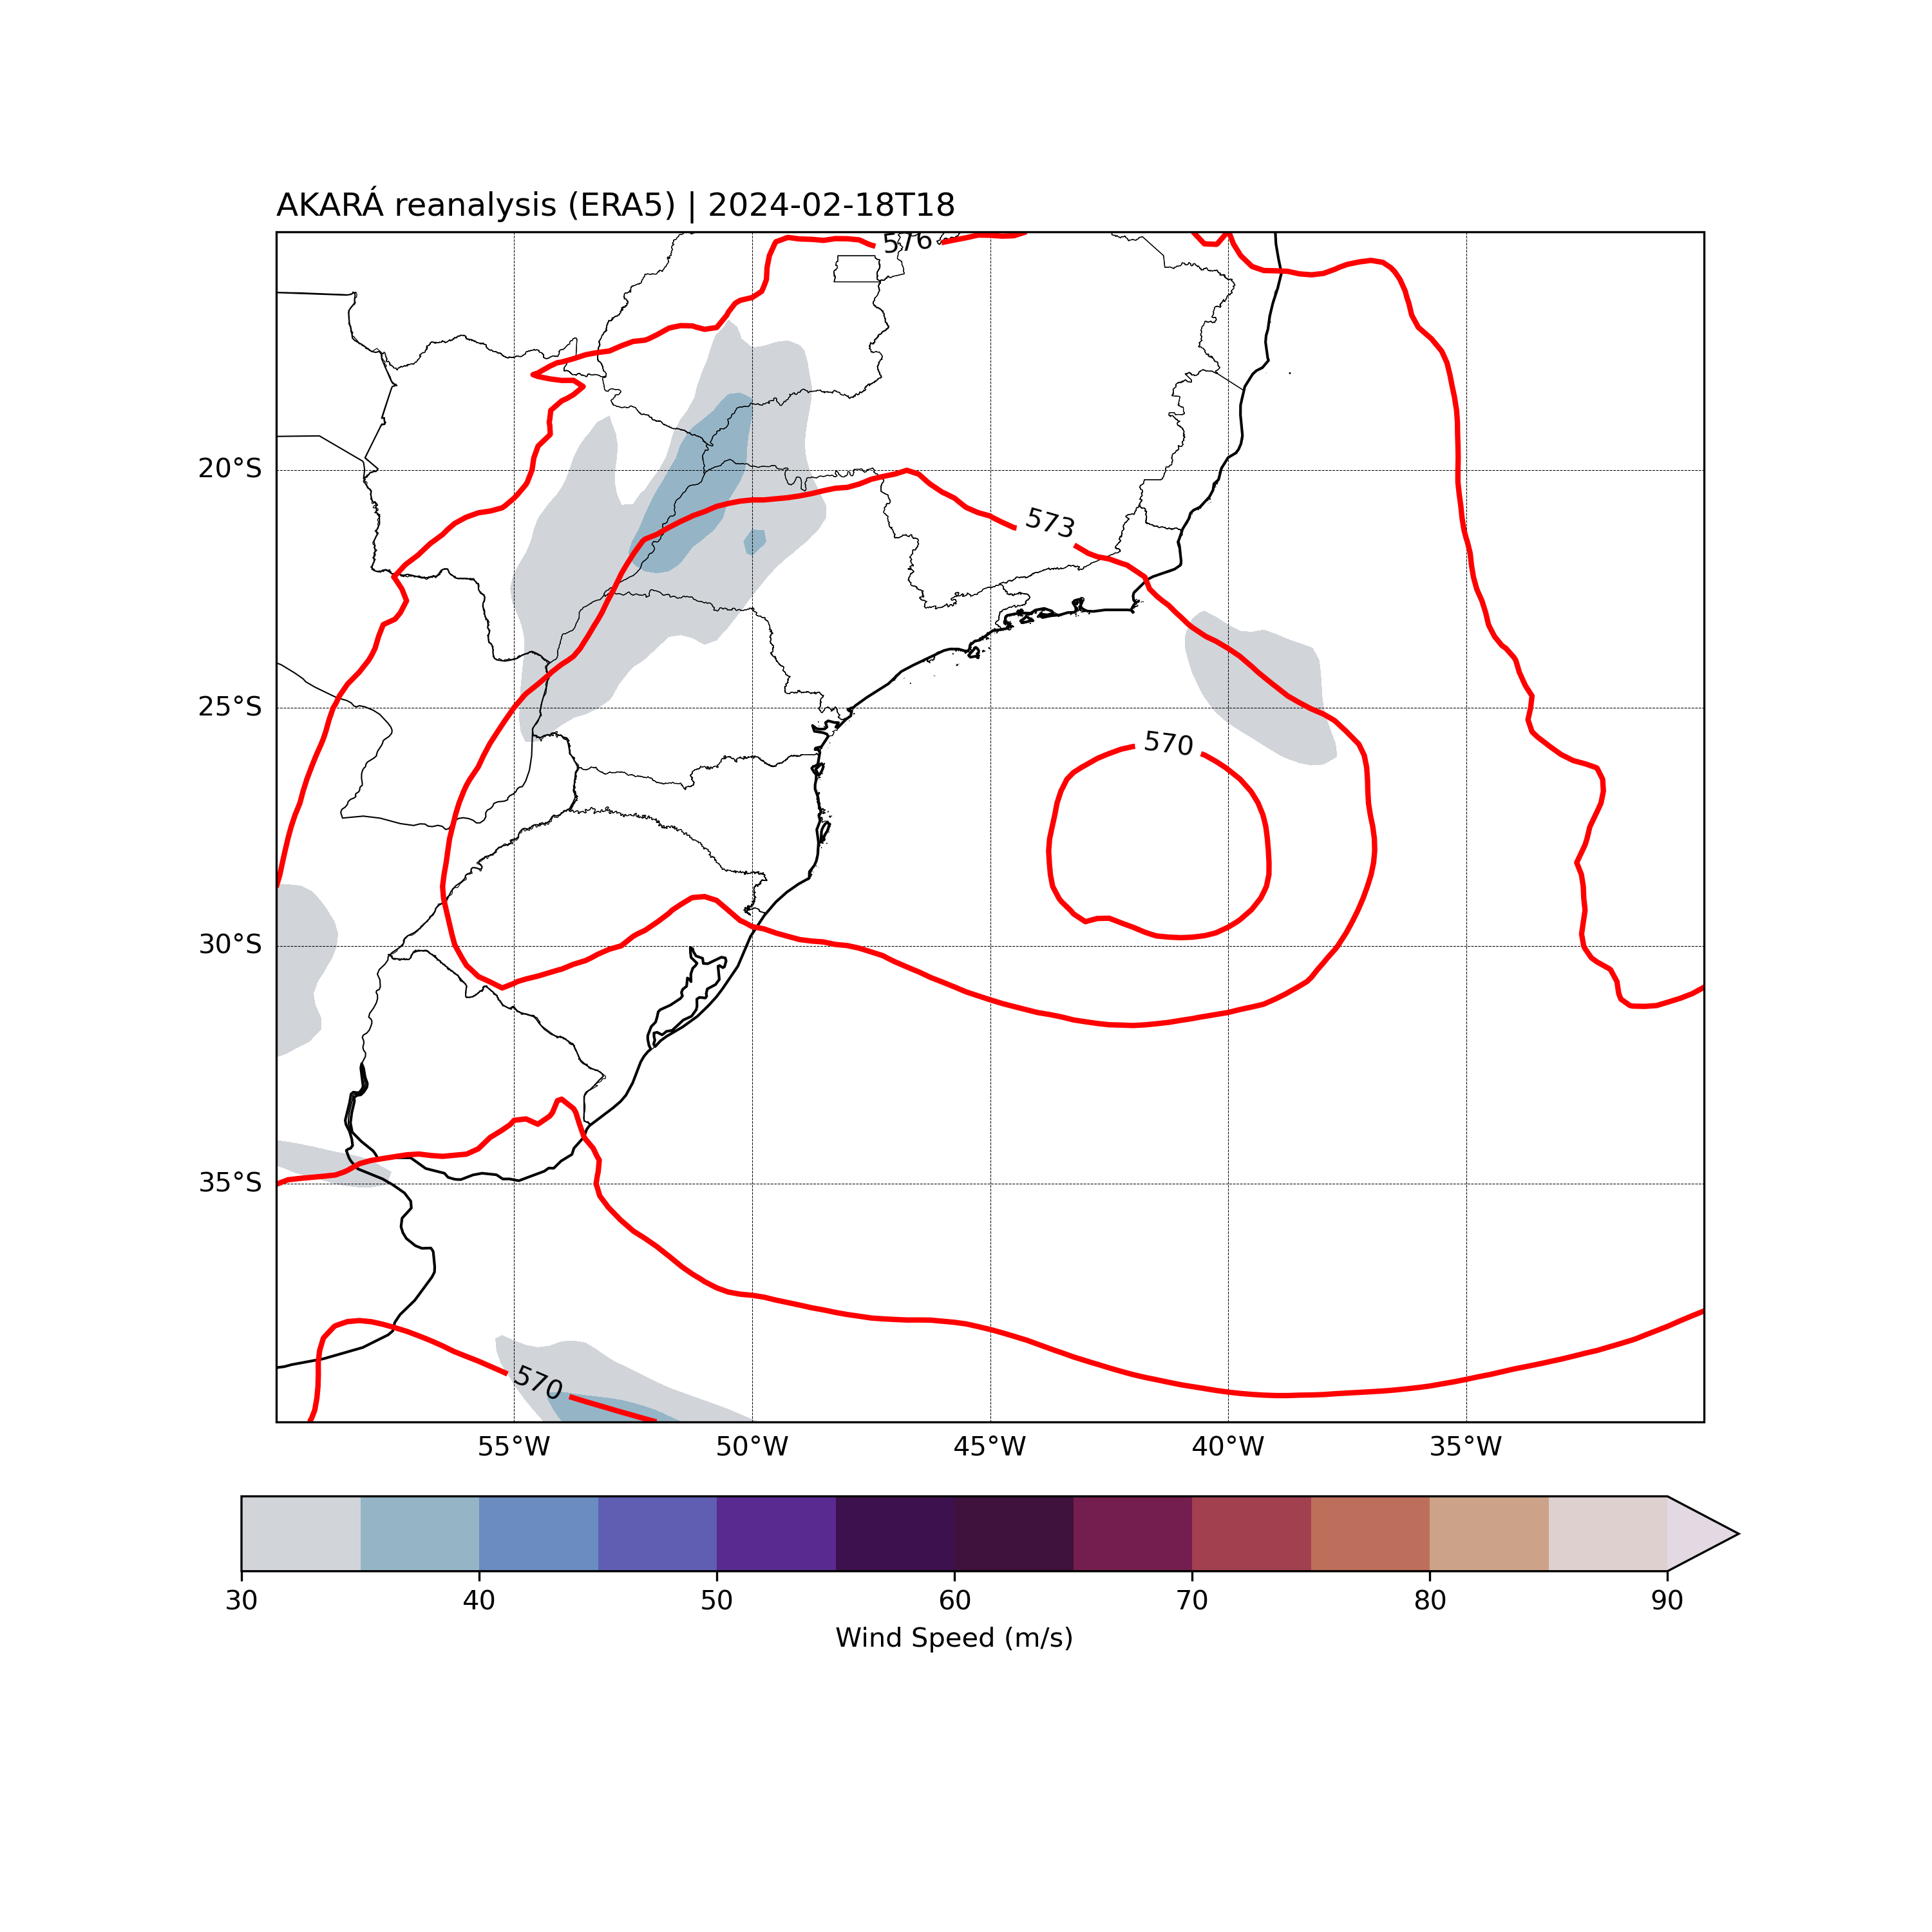 AKARÁ reanalysis (ERA5) | 2024-02-18T18
576
20°S
573
25°S
570
30°S
35°S
570
55°W 50°W 45°W 40°W 35°W
30 40 50 60 70 80 90
Wind Speed (m/s)